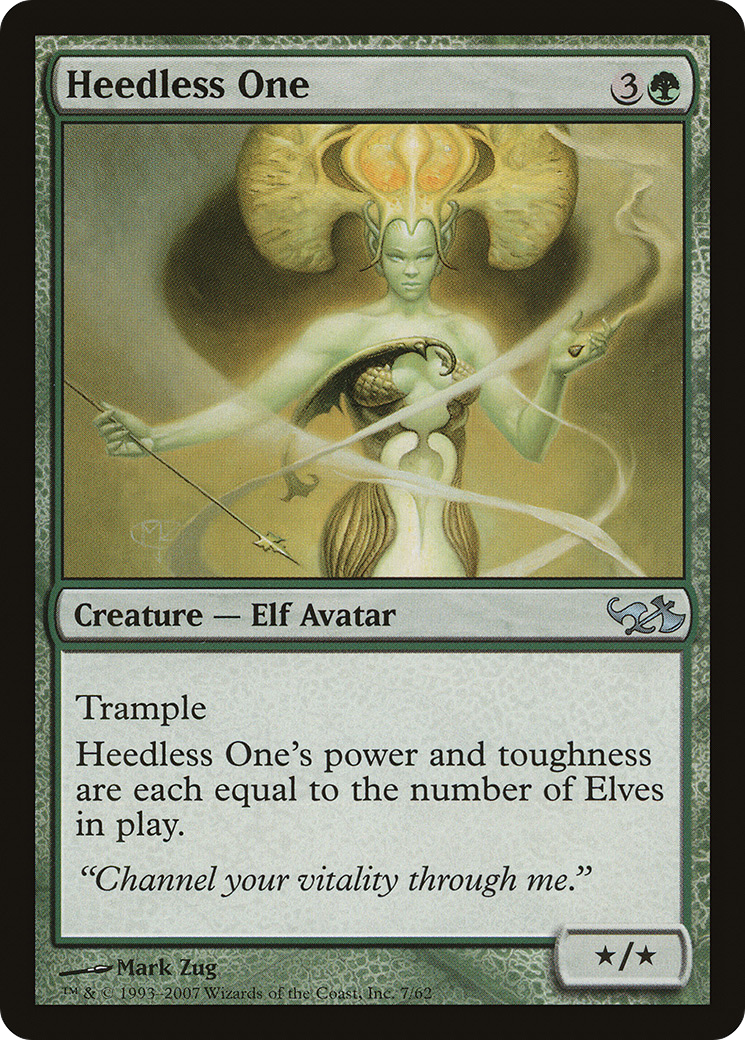 Heedless One 3
Creature — Elf Avatar
Trample
Heedless One's power and toughness
are each equal to the number of Elves
in play.
“Channel your vitality through me.”
★/★
Mark Zug
™ & © 1993–2007 Wizards of the Coast, Inc. 7/62